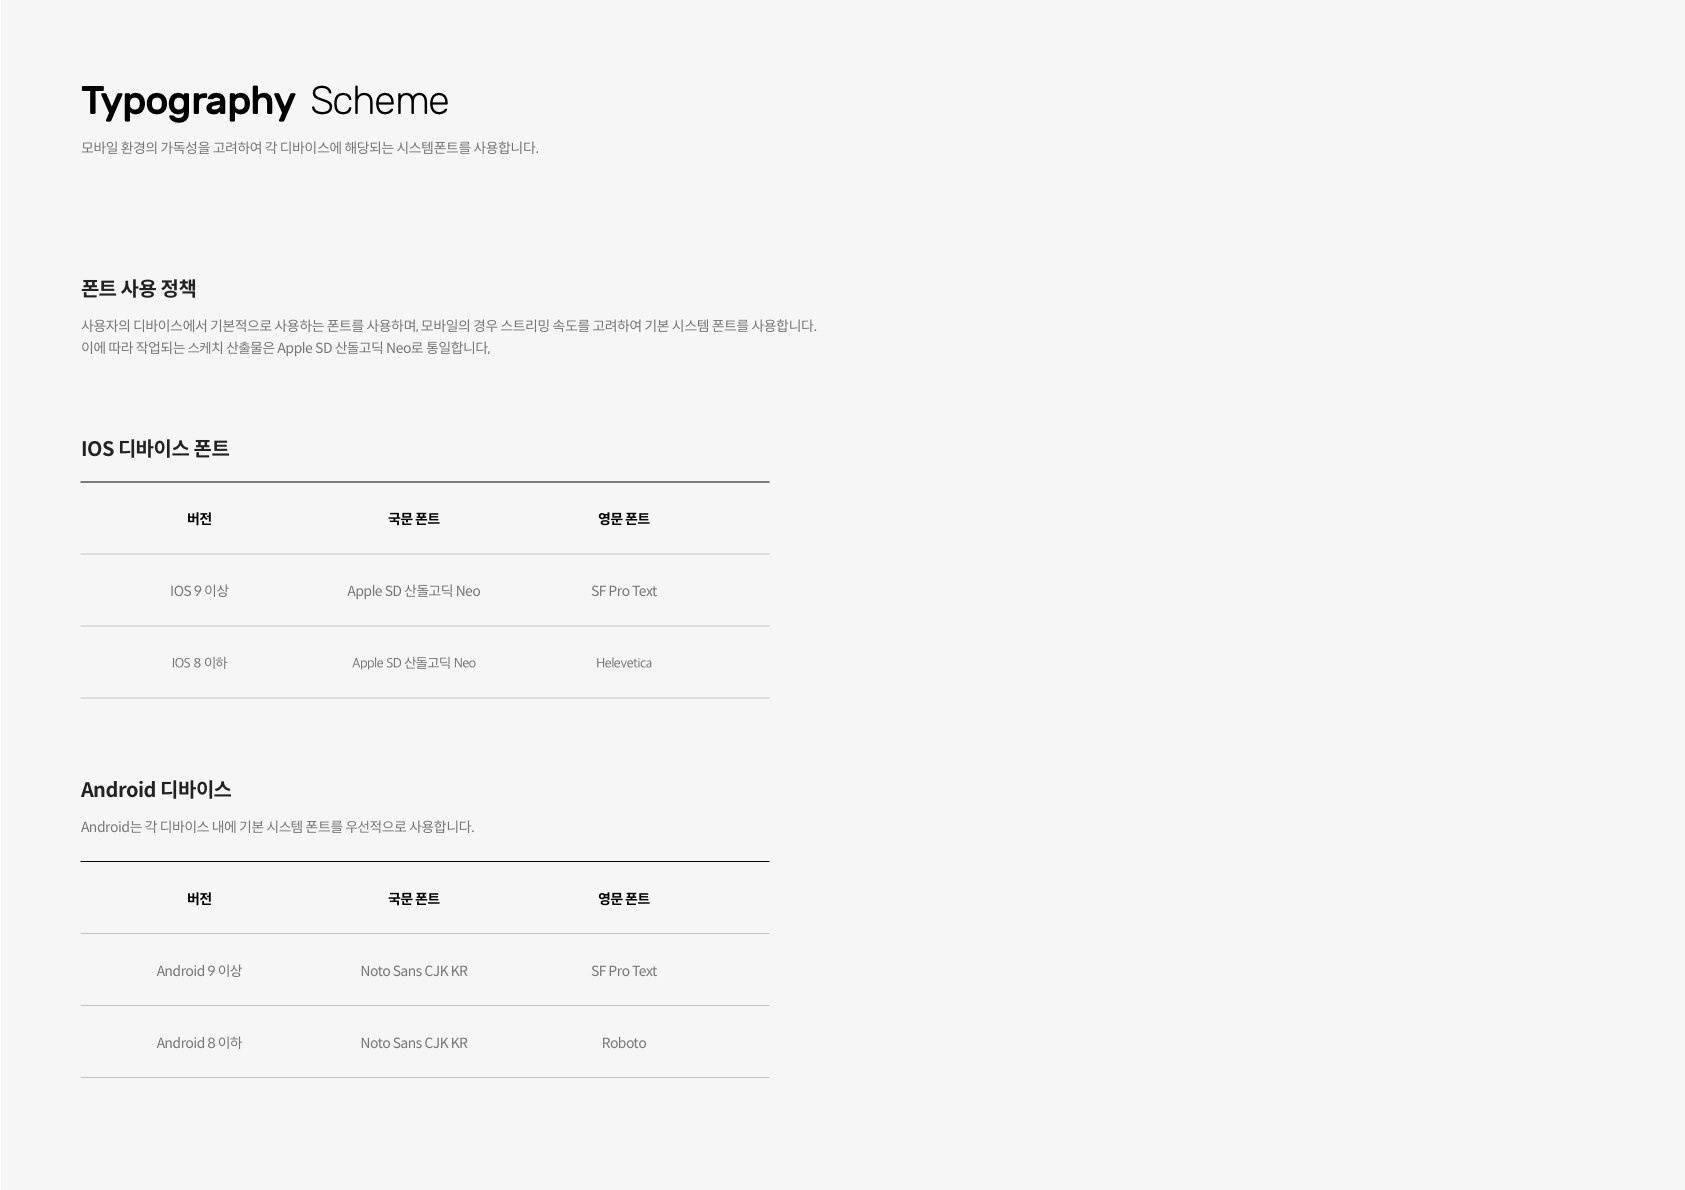 Typography Scheme
모바일 환경의 가독성을 고려하여 각 디바이스에 해당되는 시스템폰트를 사용합니다.
폰트 사용 정책
사용자의 디바이스에서 기본적으로 사용하는 폰트를 사용하며, 모바일의 경우 스트리밍 속도를 고려하여 기본 시스템 폰트를 사용합니다.
이에 따라 작업되는 스케치 산출물은 Apple SD 산돌고딕 Neo로 통일합니다.
IOS 디바이스 폰트
버전 국문 폰트 영문 폰트
IOS 9 이상 Apple SD 산돌고딕 Neo SF Pro Text
IOS 8 이하 Apple SD 산돌고딕 Neo Helevetica
Android 디바이스
Android는 각 디바이스 내에 기본 시스템 폰트를 우선적으로 사용합니다.
버전 국문 폰트 영문 폰트
Android 9 이상 Noto Sans CJK KR SF Pro Text
Android 8 이하 Noto Sans CJK KR Roboto